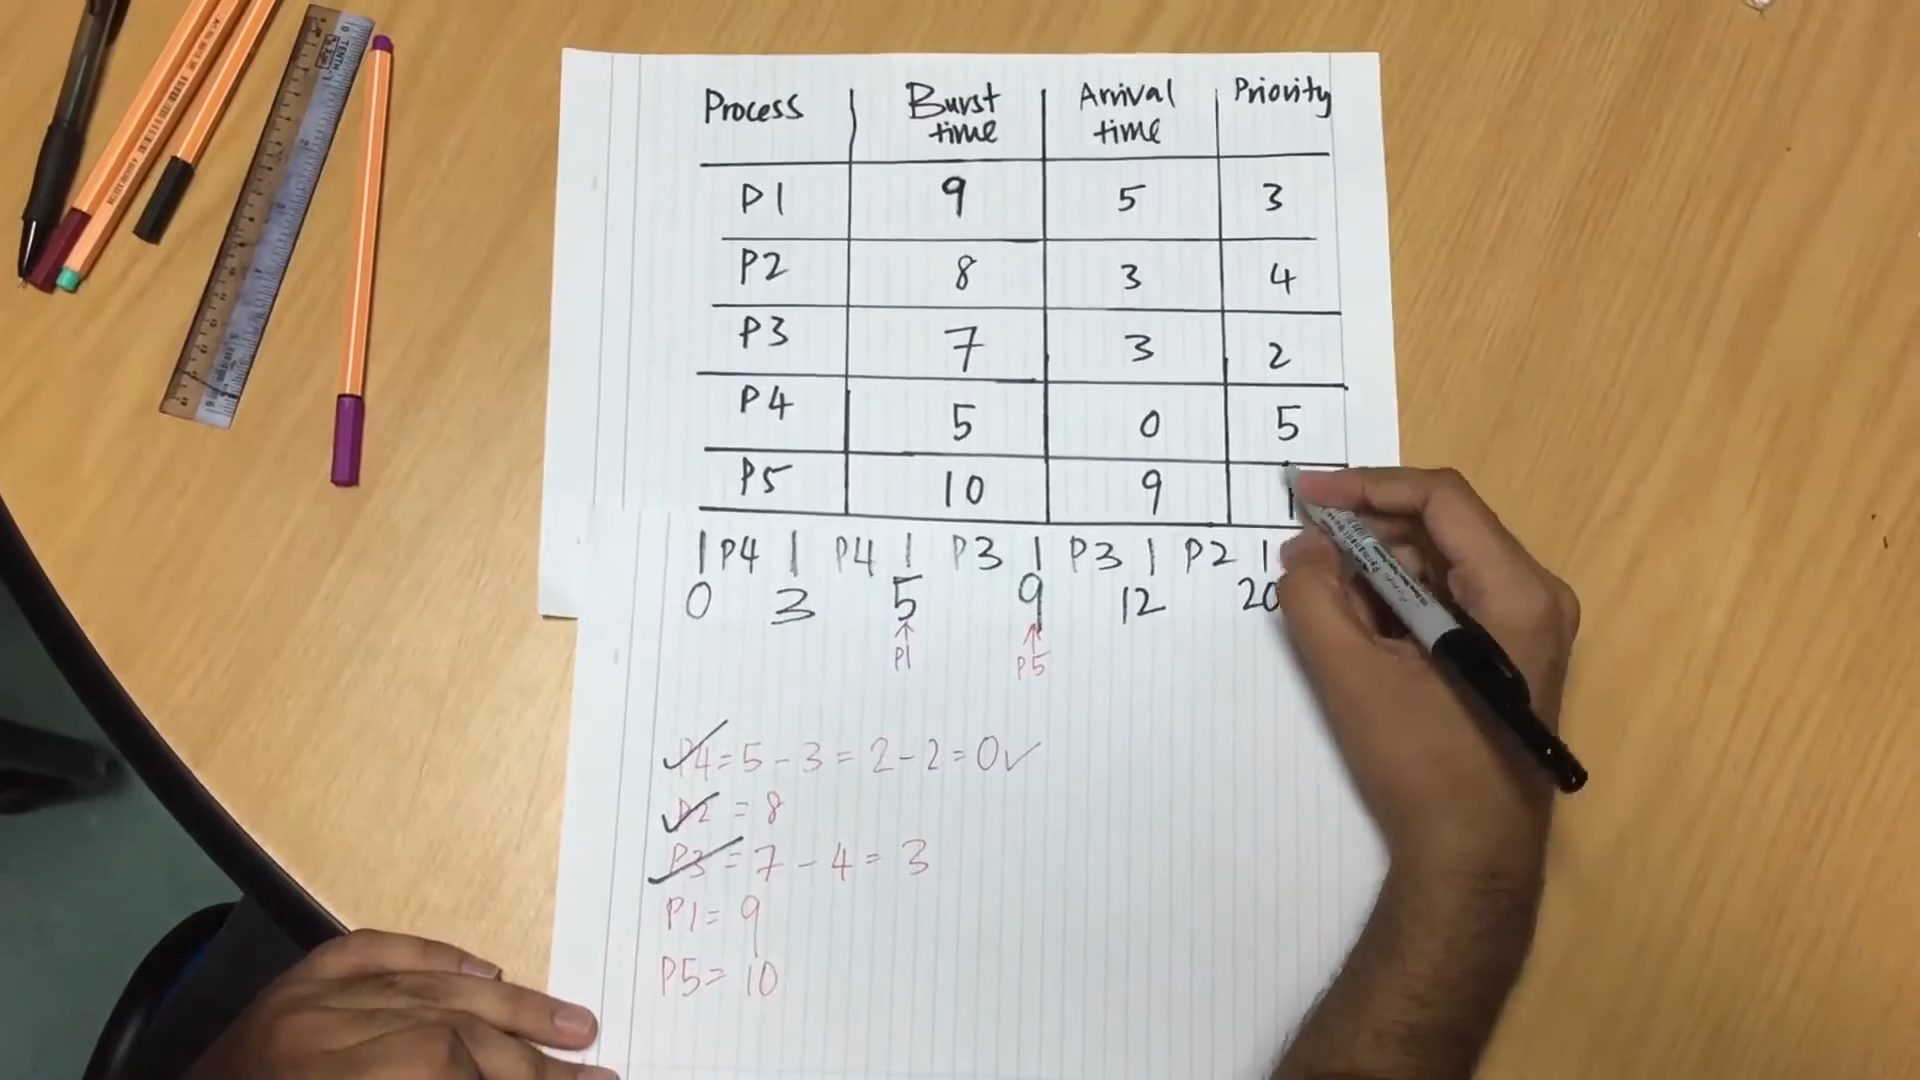 Process Burst time Arrival time Priority
P1 9 5 3
P2 8 3 4
P3 7 3 2
P4 5 0 5
P5 10 9
| P4 | P4 | P3 | P3 | P2 |
0 3 5 9 12 20
P1 P5
P4 = 5 - 3 = 2 - 2 = 0 ✓
P2 = 8
P3 = 7 - 4 = 3
P1 = 9
P5 = 10